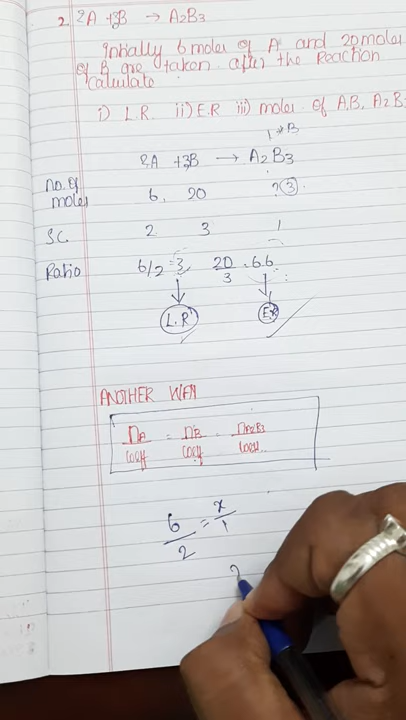 2 2A +3B → A2B3
Initially 6 moles of A and 20 moles
of B are taken. after the Reaction
Calculate
i) L.R. ii) E.R iii) moles of A.B, A2B3
2A +3B → A2B3
no. of moles 6, 20 ? (3).
S.C. 2 3 1
Ratio 6/2 = 3, 20/3 = 6.66
L.R Ex
ANOTHER WAY
nA/coeff = nB/coeff = nA2B3/coeff.
6/2 = x/1